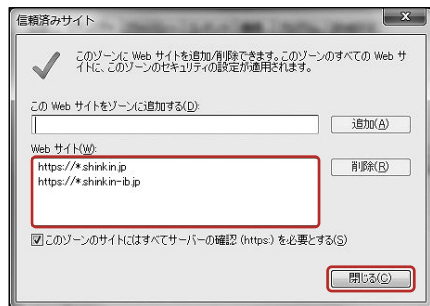 信頼済みサイト
このゾーンに Web サイトを追加/削除できます。このゾーンのすべての Web サ
イトに、このゾーンのセキュリティの設定が適用されます。
この Web サイトをゾーンに追加する(D):
追加(A)
Web サイト(W):
https://*.shinkin.jp
https://*.shinkin-ib.jp
削除(R)
このゾーンのサイトにはすべてサーバーの確認 (https:) を必要とする(S)
閉じる(C)